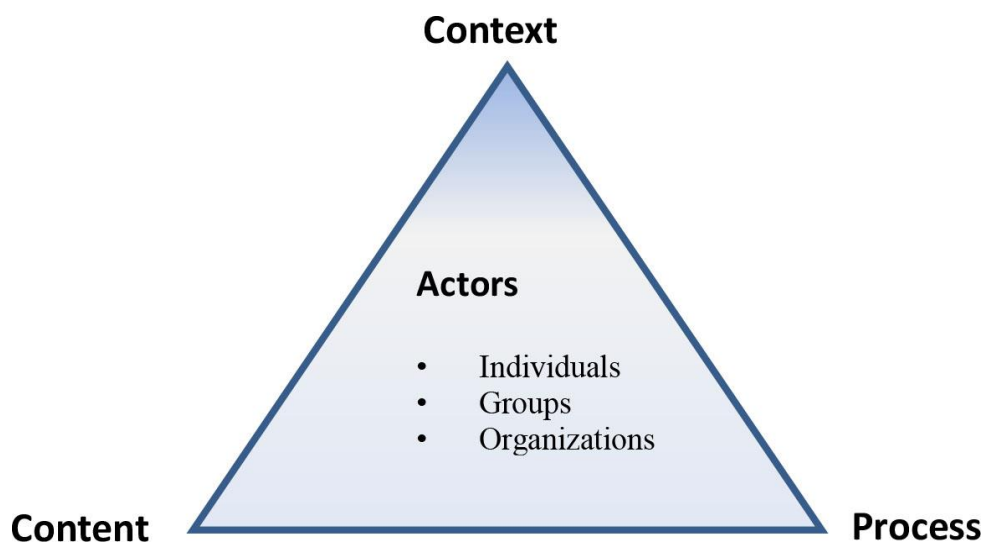 Context
Actors
• Individuals
• Groups
• Organizations
Content
Process